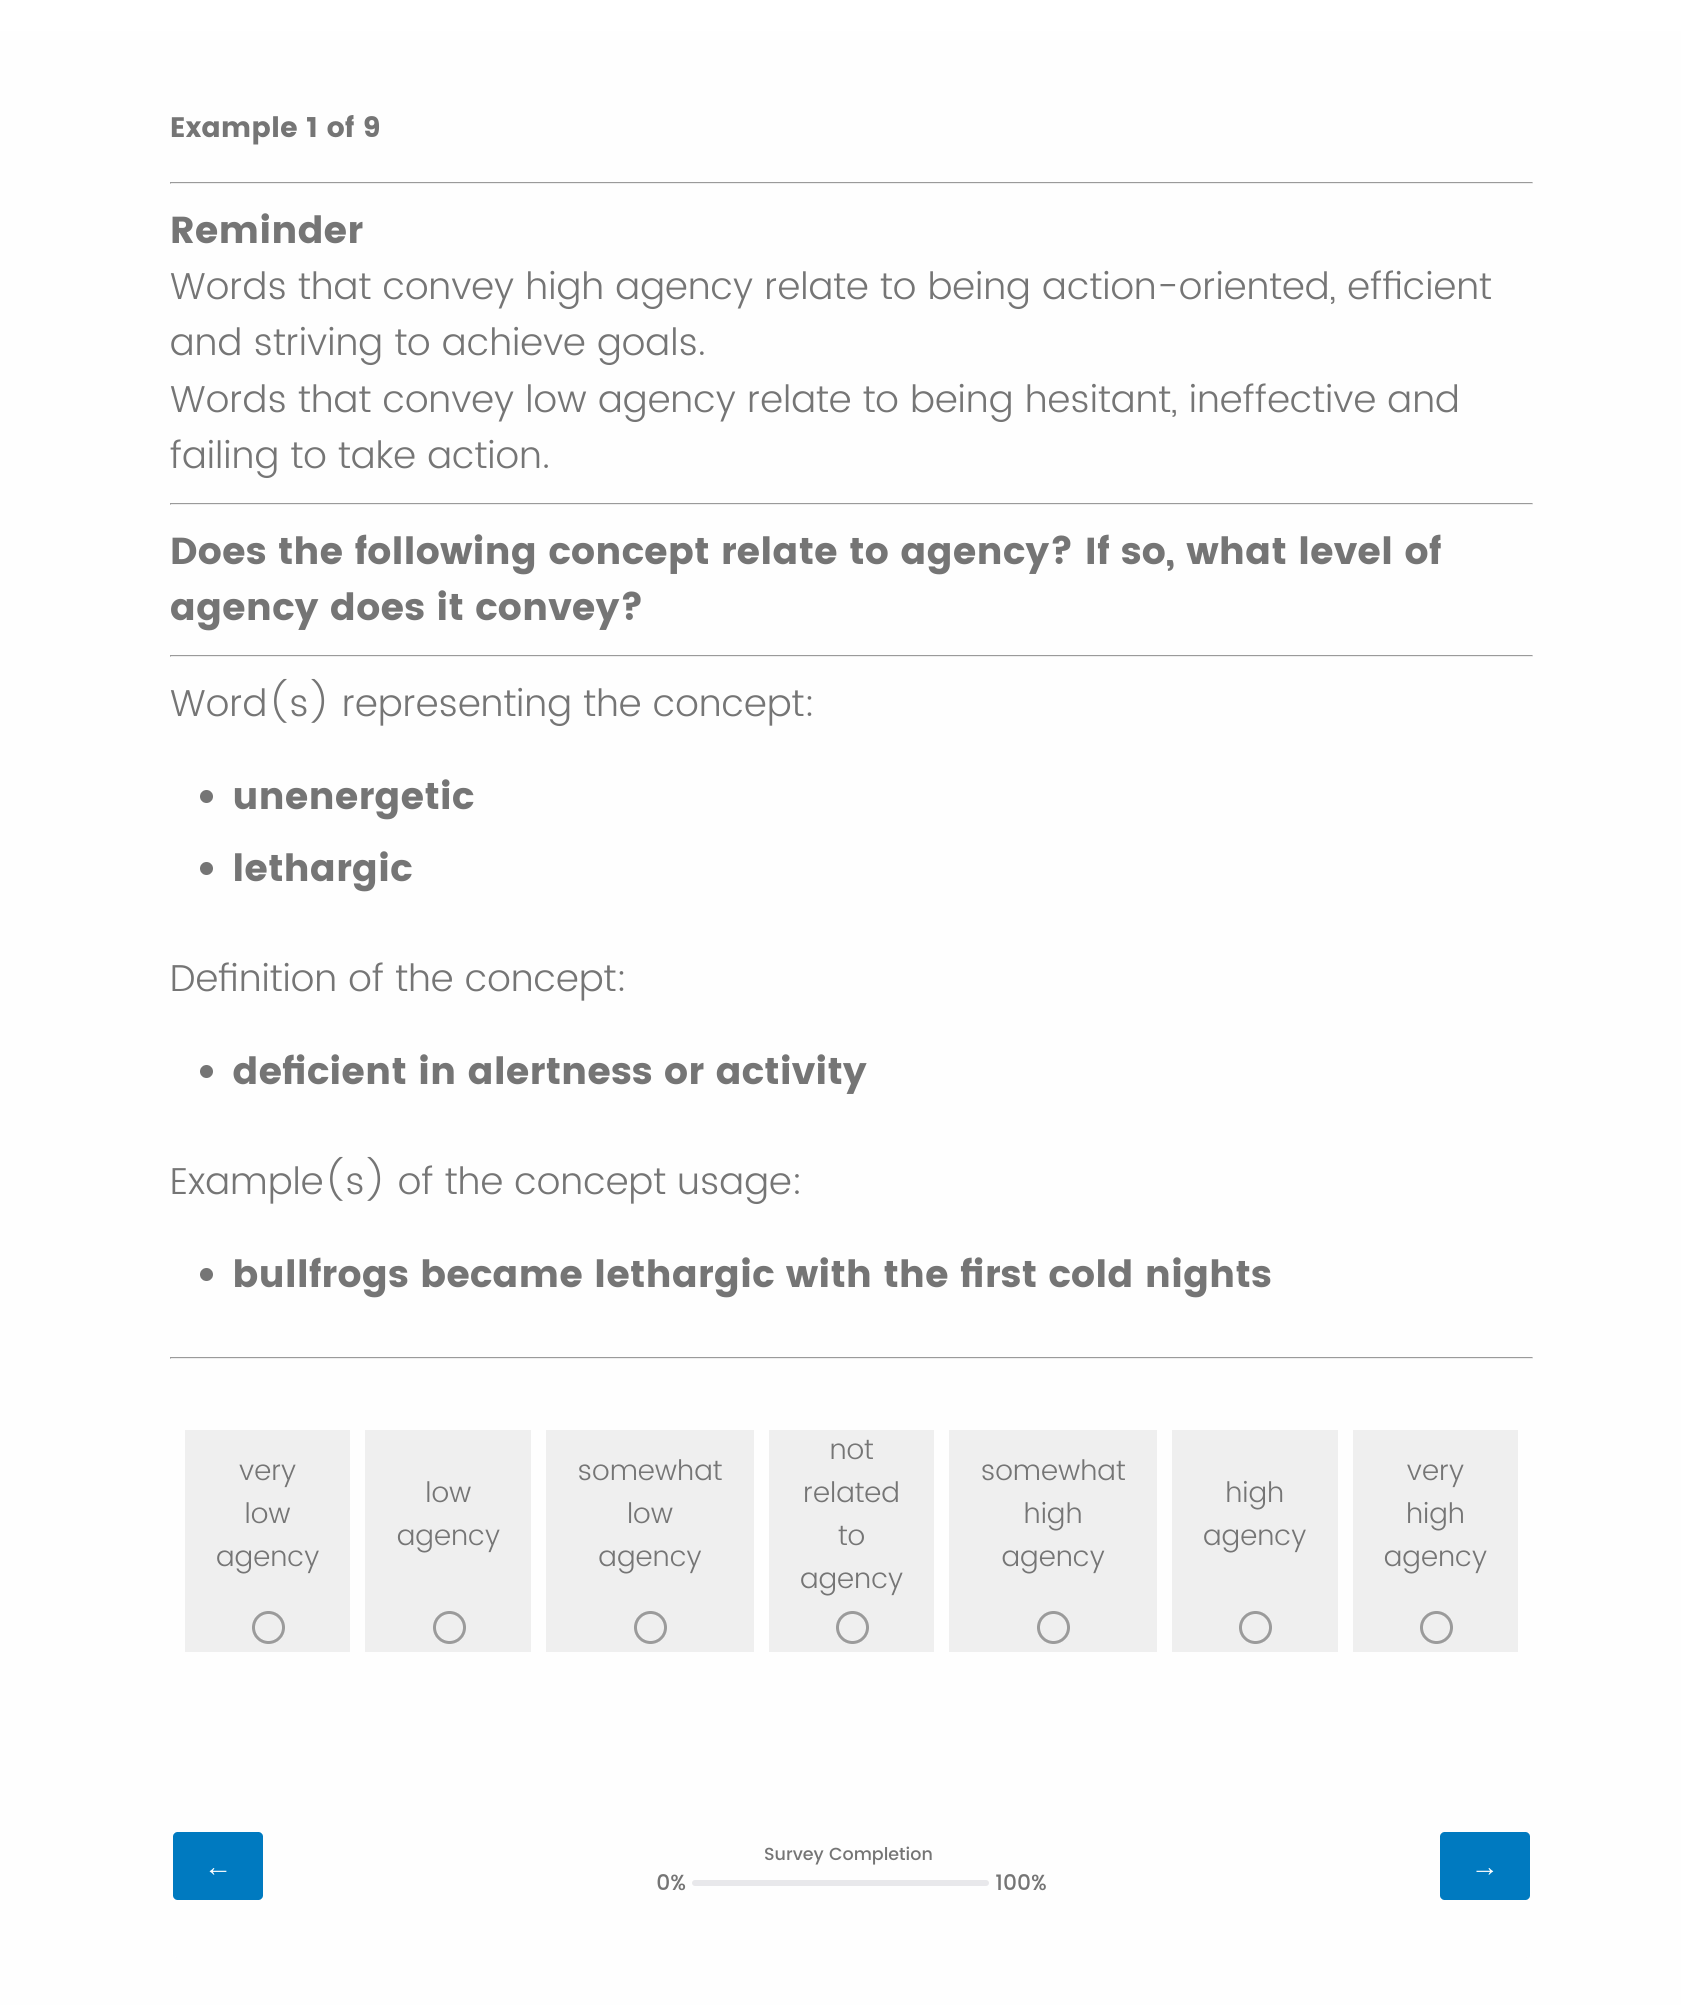 Example 1 of 9
Reminder
Words that convey high agency relate to being action-oriented, efficient
and striving to achieve goals.
Words that convey low agency relate to being hesitant, ineffective and
failing to take action.
Does the following concept relate to agency? If so, what level of
agency does it convey?
Word(s) representing the concept:
• unenergetic
• lethargic
Definition of the concept:
• deficient in alertness or activity
Example(s) of the concept usage:
• bullfrogs became lethargic with the first cold nights
very
low
agency
low
agency
somewhat
low
agency
not
related
to
agency
somewhat
high
agency
high
agency
very
high
agency
←
Survey Completion
0% 100%
→